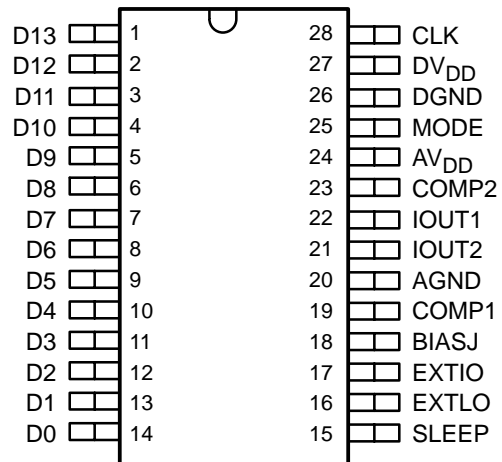 D13 1 28 CLK
D12 2 27 DVDD
D11 3 26 DGND
D10 4 25 MODE
D9 5 24 AVDD
D8 6 23 COMP2
D7 7 22 IOUT1
D6 8 21 IOUT2
D5 9 20 AGND
D4 10 19 COMP1
D3 11 18 BIASJ
D2 12 17 EXTIO
D1 13 16 EXTLO
D0 14 15 SLEEP